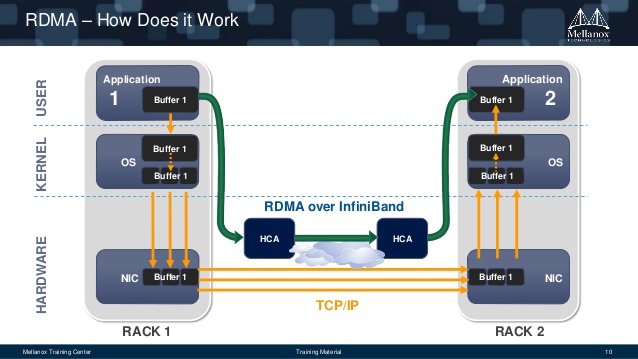 RDMA – How Does it Work
Mellanox
TECHNOLOGIES
USER
KERNEL
HARDWARE
Application
1
Buffer 1
OS
Buffer 1
Buffer 1
NIC
Buffer 1
RACK 1
RDMA over InfiniBand
HCA
HCA
TCP/IP
Application
Buffer 1
2
Buffer 1
OS
Buffer 1
Buffer 1
NIC
RACK 2
Mellanox Training Center
Training Material
10